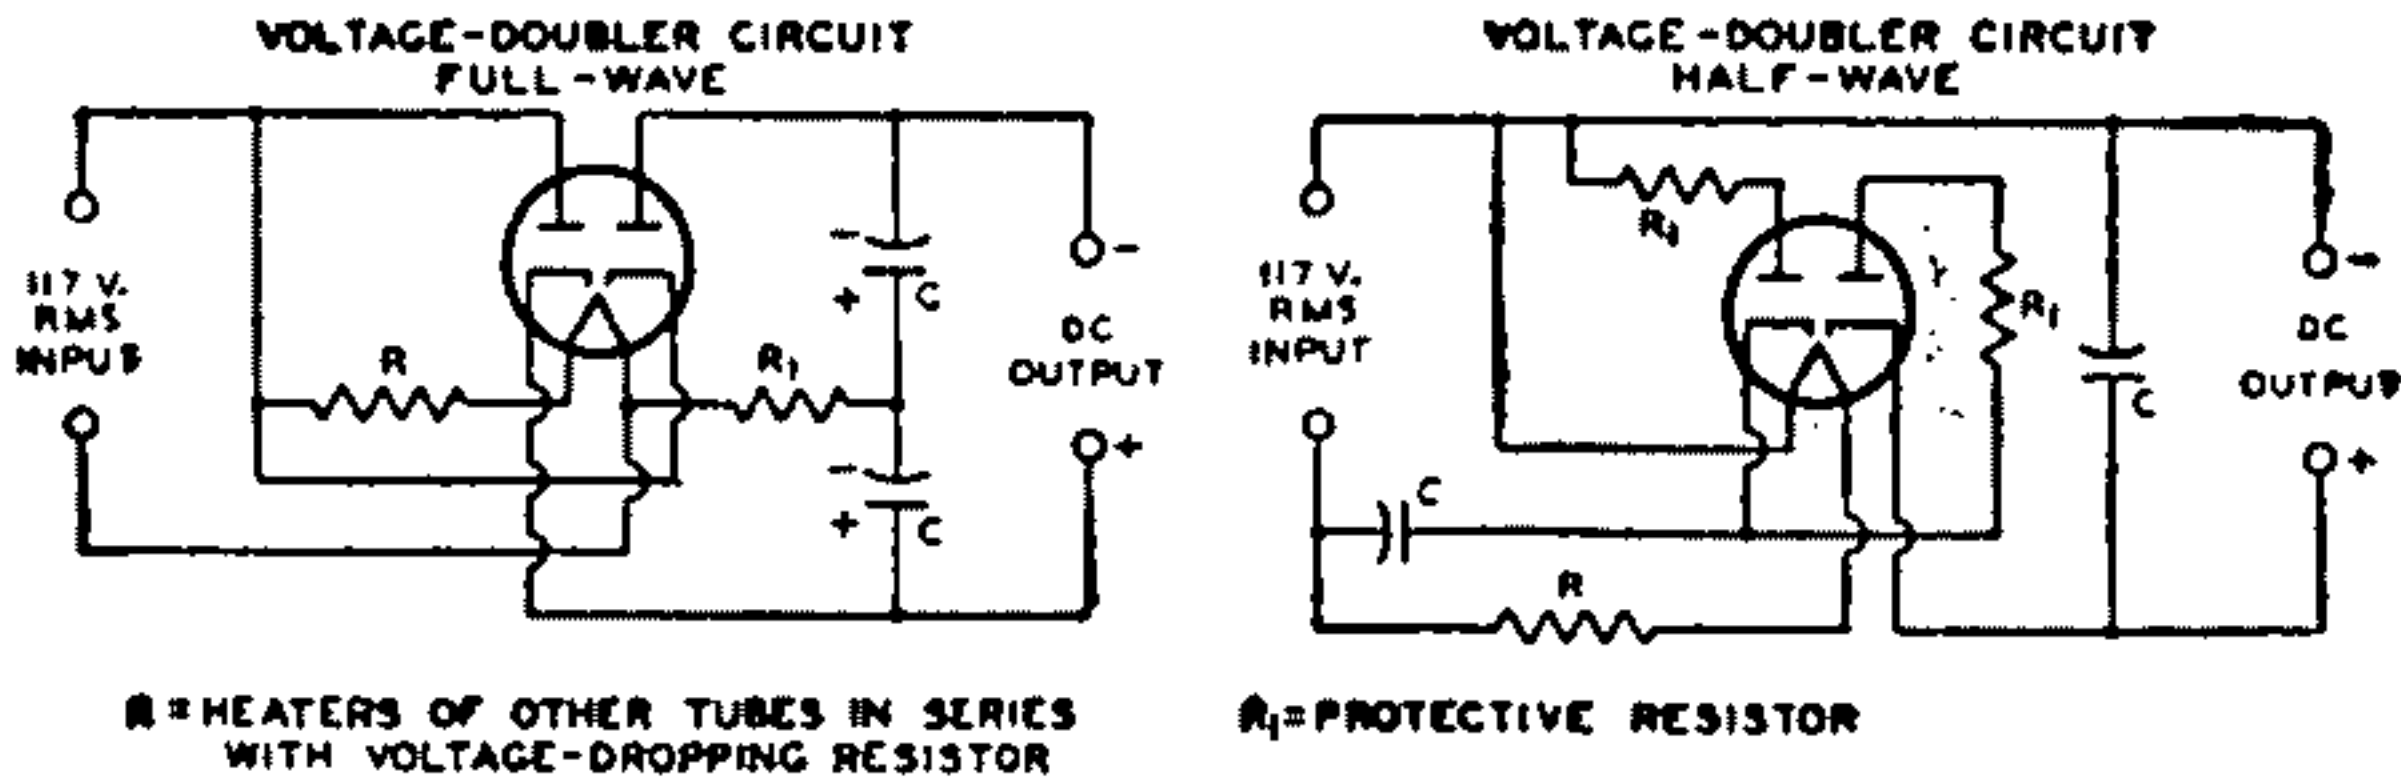 VOLTAGE-DOUBLER CIRCUIT
FULL-WAVE
117 V.
RMS
INPUT
R
R1
-
+
C
-
+
C
-
DC
OUTPUT
+
VOLTAGE-DOUBLER CIRCUIT
HALF-WAVE
117 V.
RMS
INPUT
R1
R1
C
C
R
-
DC
OUTPUT
+
R=HEATERS OF OTHER TUBES IN SERIES
WITH VOLTAGE-DROPPING RESISTOR
R1=PROTECTIVE RESISTOR